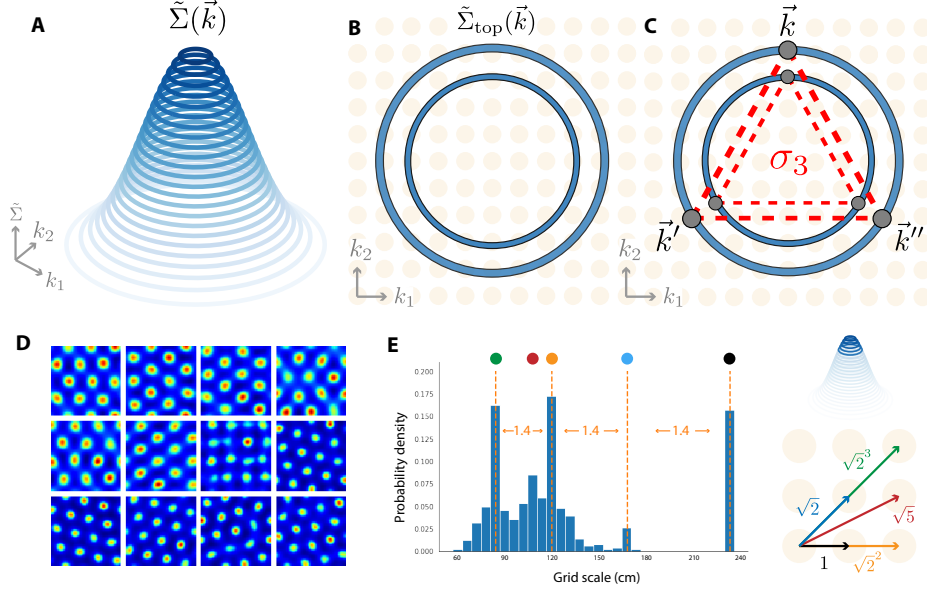 A
Σ̃(k⃗)
Σ̃
k₂
k₁
B
Σ̃top(k⃗)
k₂
k₁
C
k⃗
σ₃
k⃗′
k⃗″
k₂
k₁
D
E
Probability density
0.200
0.175
0.150
0.125
0.100
0.075
0.050
0.025
0.000
1.4
1.4
1.4
60
90
120
150
180
210
240
Grid scale (cm)
√2³
√2
√5
1
√2²